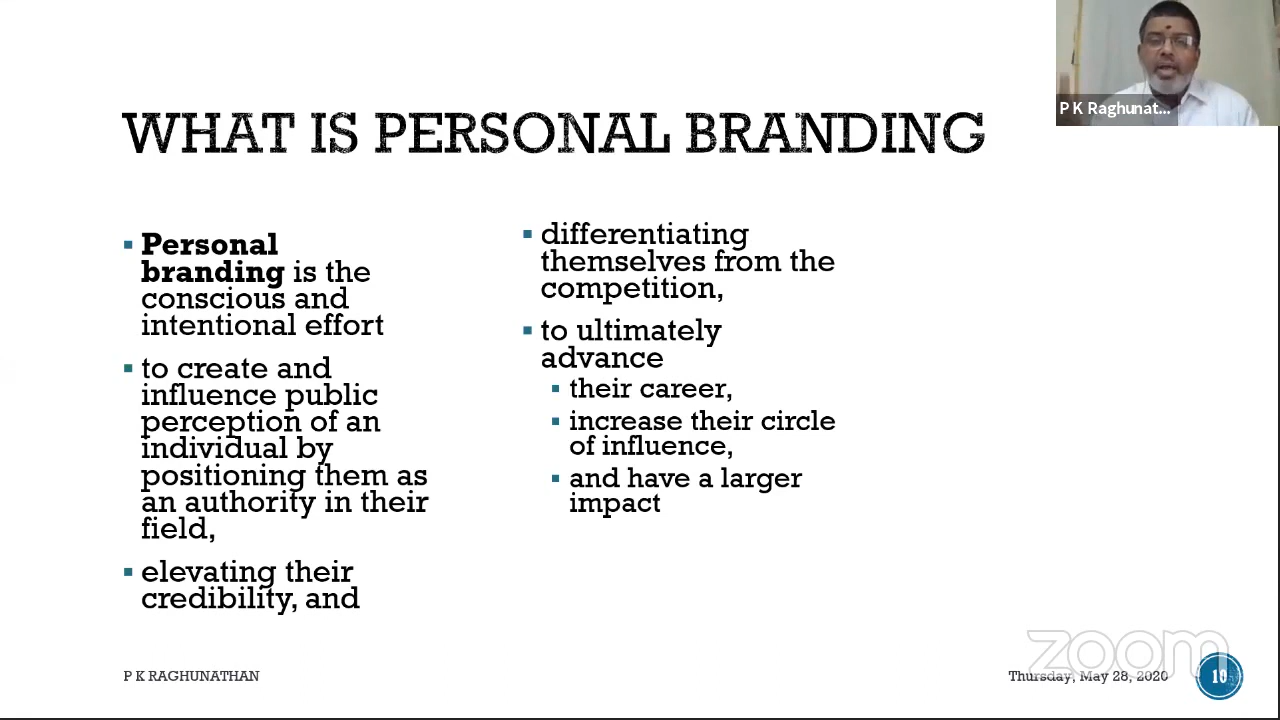 P K Raghunat...
WHAT IS PERSONAL BRANDING
▪ Personal
branding is the
conscious and
intentional effort
▪ to create and
influence public
perception of an
individual by
positioning them as
an authority in their
field,
▪ elevating their
credibility, and
▪ differentiating
themselves from the
competition,
▪ to ultimately
advance
▪ their career,
▪ increase their circle
of influence,
▪ and have a larger
impact
zoom
P K RAGHUNATHAN
Thursday, May 28, 2020
10